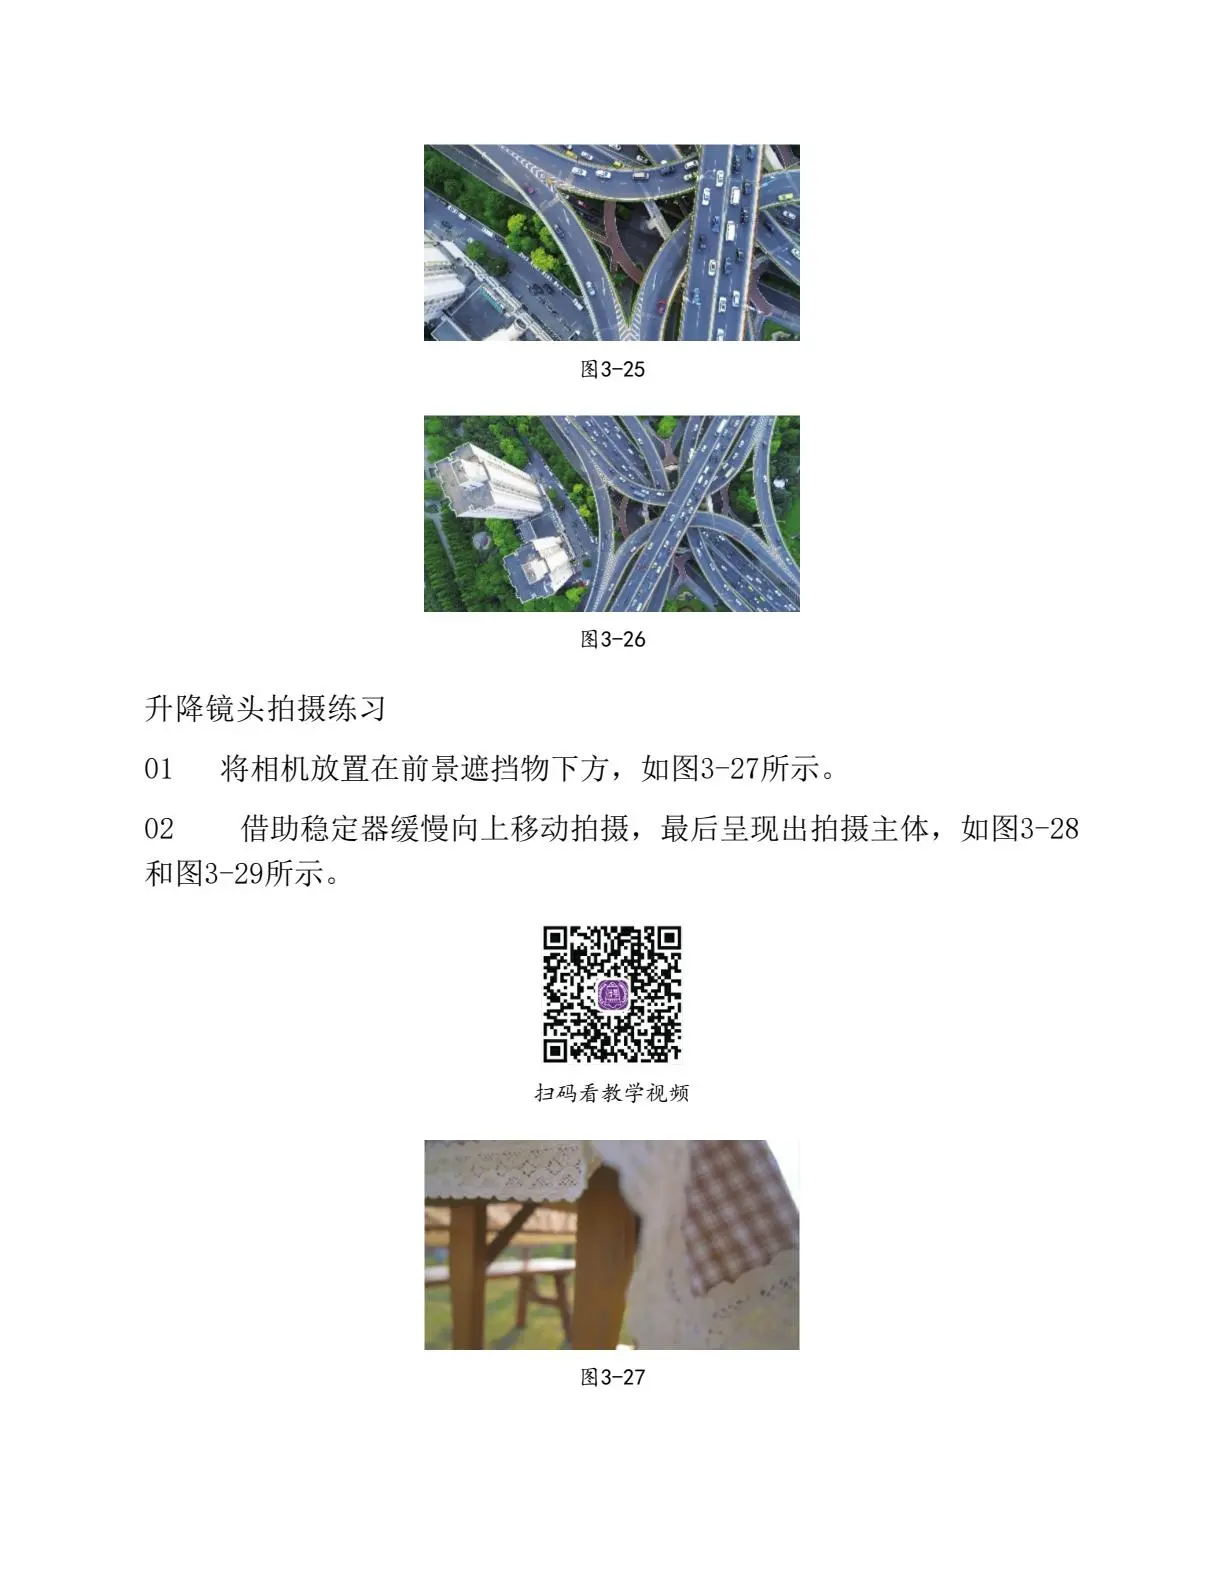 图3-25
图3-26
升降镜头拍摄练习
01 将相机放置在前景遮挡物下方，如图3-27所示。
02 借助稳定器缓慢向上移动拍摄，最后呈现出拍摄主体，如图3-28
和图3-29所示。
扫码看教学视频
图3-27